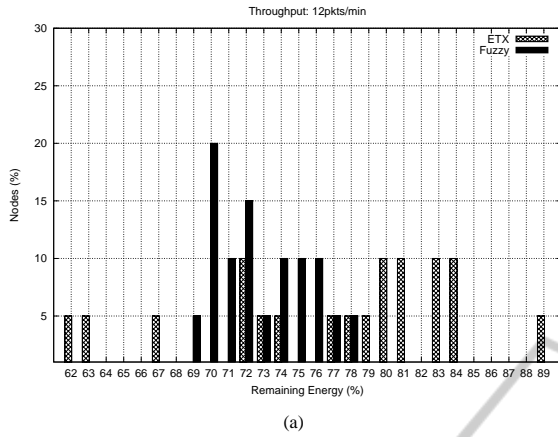 Throughput: 12pkts/min
30
ETX
Fuzzy
25
20
Nodes (%)
15
10
5
62 63 64 65 66 67 68 69 70 71 72 73 74 75 76 77 78 79 80 81 82 83 84 85 86 87 88 89
Remaining Energy (%)
(a)